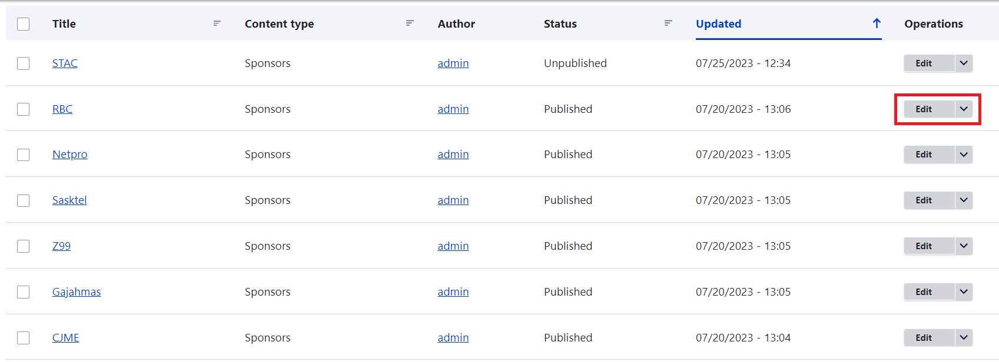 Title Content type Author Status Updated Operations
STAC Sponsors admin Unpublished 07/25/2023 - 12:34 Edit
RBC Sponsors admin Published 07/20/2023 - 13:06 Edit
Netpro Sponsors admin Published 07/20/2023 - 13:05 Edit
Sasktel Sponsors admin Published 07/20/2023 - 13:05 Edit
Z99 Sponsors admin Published 07/20/2023 - 13:05 Edit
Gajahmas Sponsors admin Published 07/20/2023 - 13:05 Edit
CJME Sponsors admin Published 07/20/2023 - 13:04 Edit